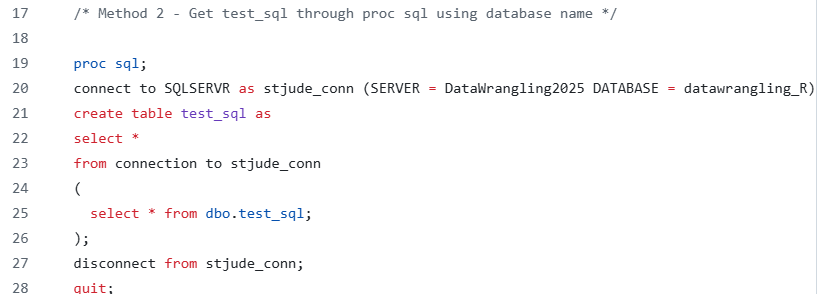 17 /* Method 2 - Get test_sql through proc sql using database name */
18
19 proc sql;
20 connect to SQLSERVR as stjude_conn (SERVER = DataWrangling2025 DATABASE = datawrangling_R)
21 create table test_sql as
22 select *
23 from connection to stjude_conn
24 (
25 select * from dbo.test_sql;
26 );
27 disconnect from stjude_conn;
28 quit;